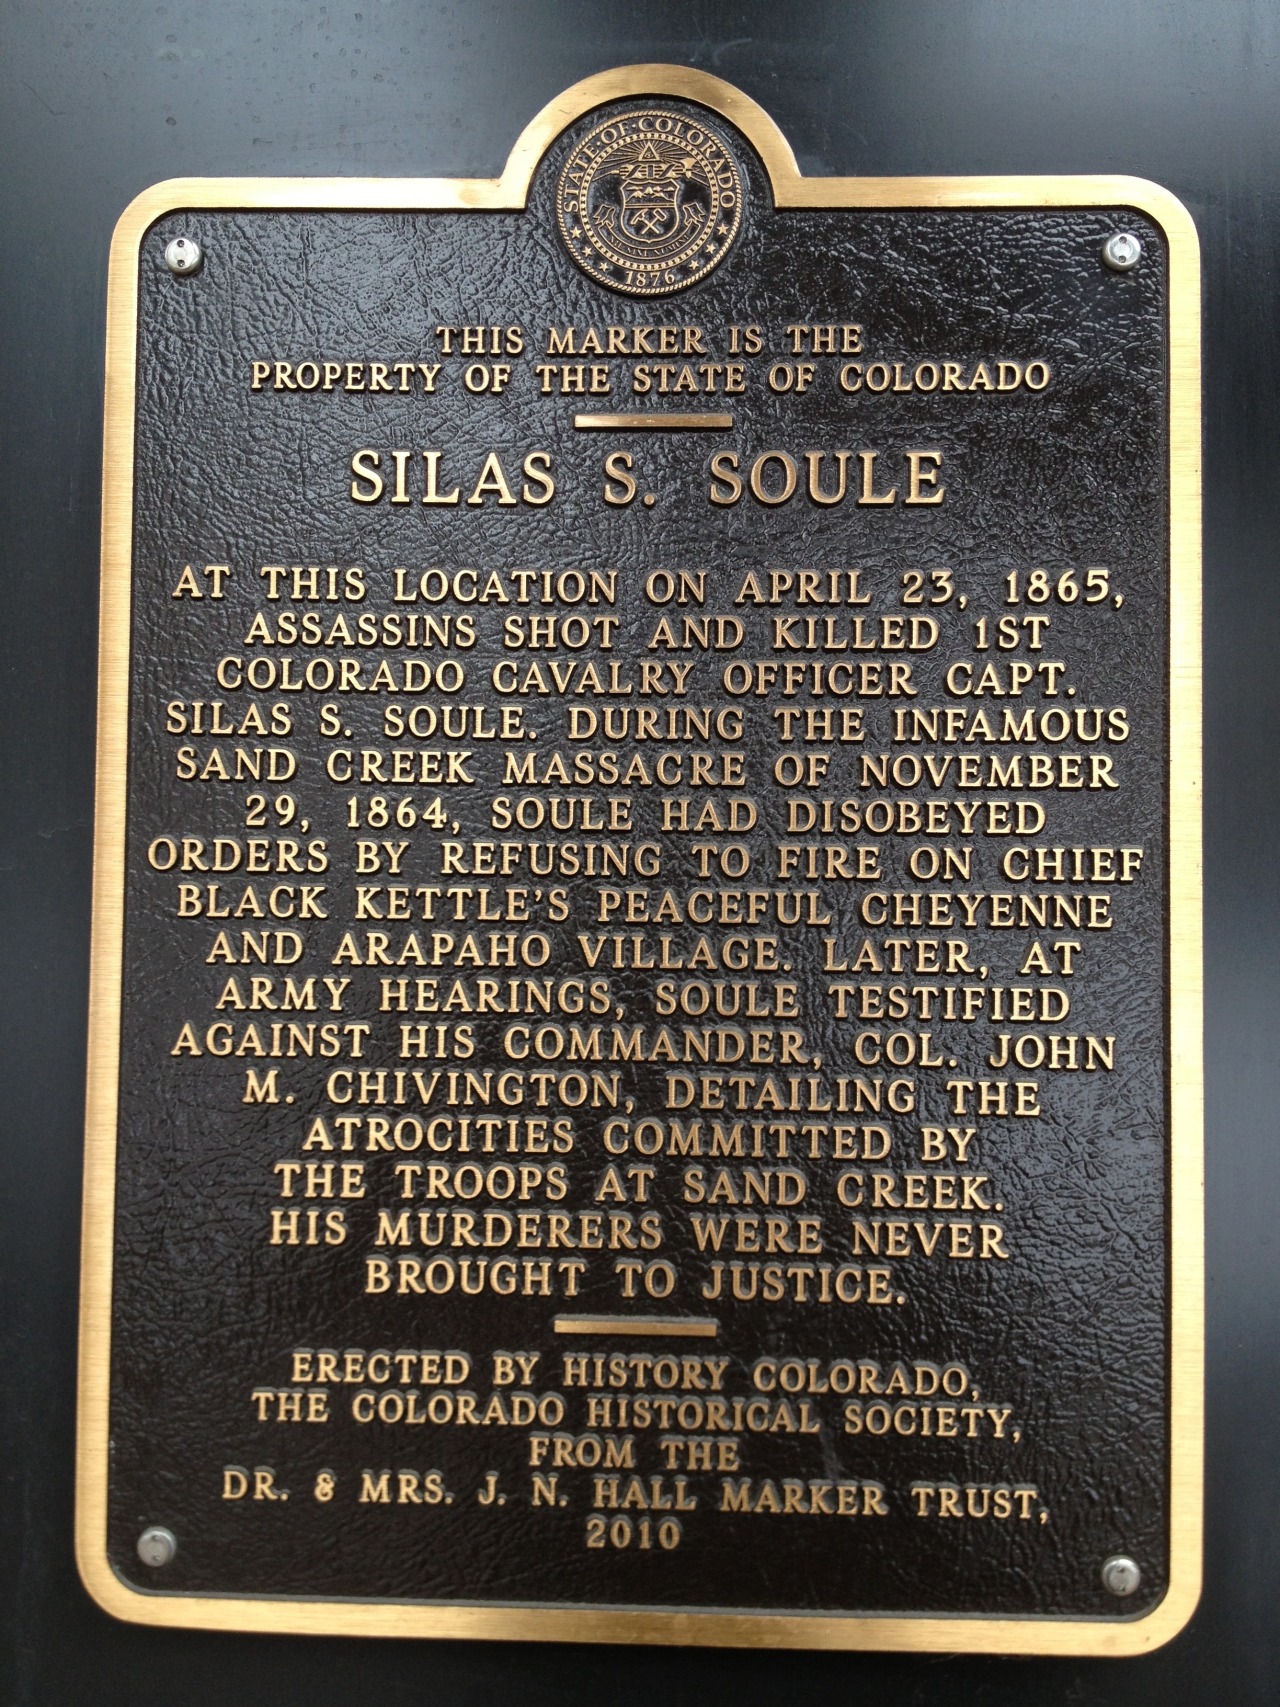 STATE·OF·COLORADO
NIL SINE NUMINE
1876
THIS MARKER IS THE
PROPERTY OF THE STATE OF COLORADO
SILAS S. SOULE
AT THIS LOCATION ON APRIL 23, 1865,
ASSASSINS SHOT AND KILLED 1ST
COLORADO CAVALRY OFFICER CAPT.
SILAS S. SOULE. DURING THE INFAMOUS
SAND CREEK MASSACRE OF NOVEMBER
29, 1864, SOULE HAD DISOBEYED
ORDERS BY REFUSING TO FIRE ON CHIEF
BLACK KETTLE'S PEACEFUL CHEYENNE
AND ARAPAHO VILLAGE. LATER, AT
ARMY HEARINGS, SOULE TESTIFIED
AGAINST HIS COMMANDER, COL. JOHN
M. CHIVINGTON, DETAILING THE
ATROCITIES COMMITTED BY
THE TROOPS AT SAND CREEK.
HIS MURDERERS WERE NEVER
BROUGHT TO JUSTICE.
ERECTED BY HISTORY COLORADO,
THE COLORADO HISTORICAL SOCIETY,
FROM THE
DR. & MRS. J. N. HALL MARKER TRUST,
2010